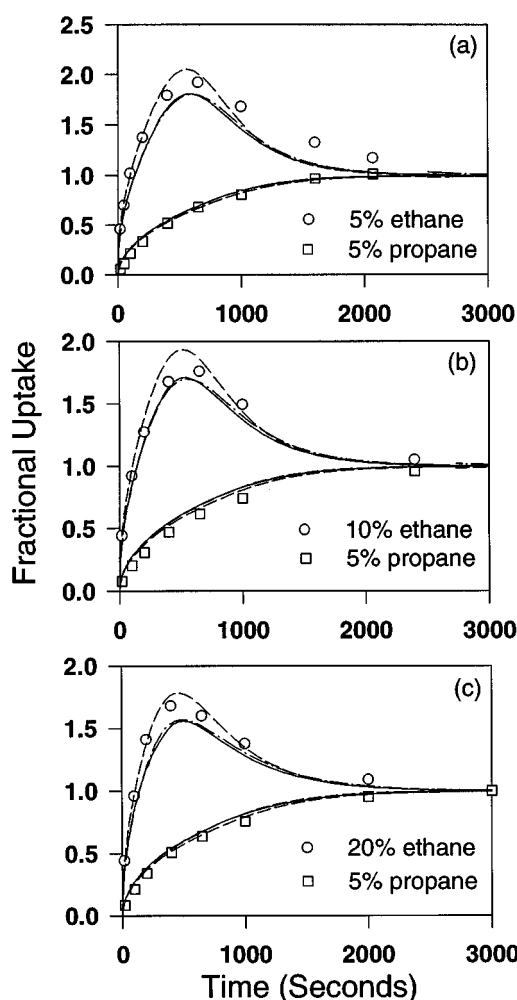 Fractional Uptake
2.5
2.0
1.5
1.0
0.5
0.0
(a)
5% ethane
5% propane
0 1000 2000 3000
2.0
1.5
1.0
0.5
0.0
(b)
10% ethane
5% propane
0 1000 2000 3000
2.0
1.5
1.0
0.5
0.0
(c)
20% ethane
5% propane
0 1000 2000 3000
Time (Seconds)